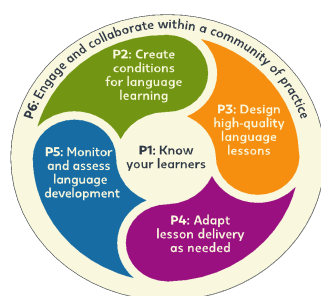 P6: Engage and collaborate within a community of practice
P2: Create
conditions
for language
learning
P3: Design
high-quality
language
lessons
P1: Know
your learners
P5: Monitor
and assess
language
development
P4: Adapt
lesson delivery
as needed